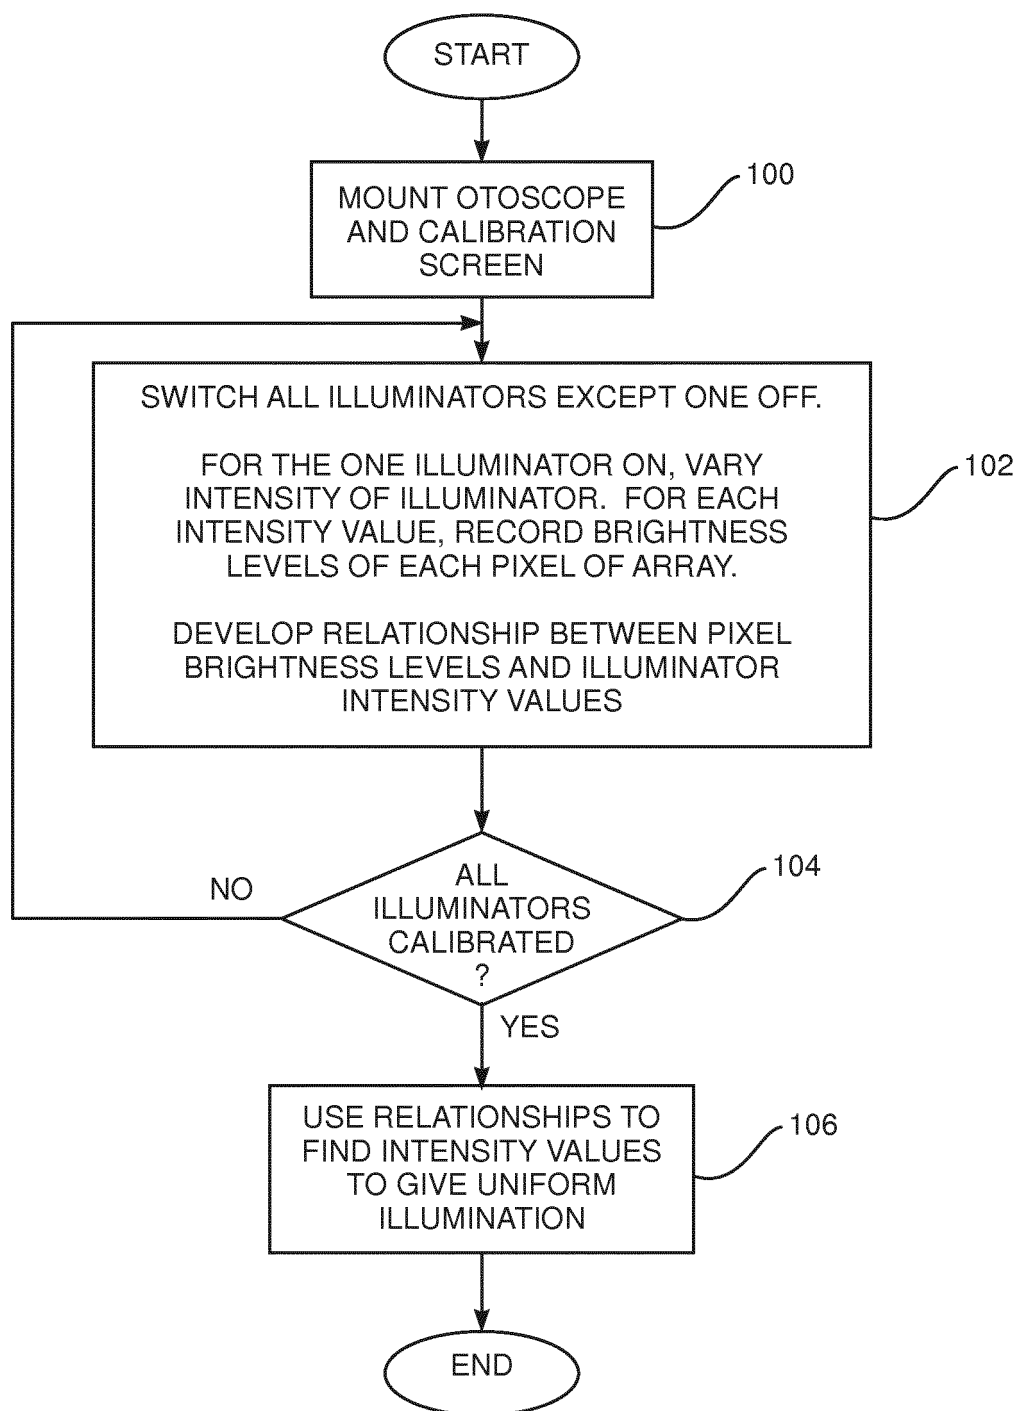 START
MOUNT OTOSCOPE
AND CALIBRATION
SCREEN
100
SWITCH ALL ILLUMINATORS EXCEPT ONE OFF.
FOR THE ONE ILLUMINATOR ON, VARY
INTENSITY OF ILLUMINATOR. FOR EACH
INTENSITY VALUE, RECORD BRIGHTNESS
LEVELS OF EACH PIXEL OF ARRAY.
DEVELOP RELATIONSHIP BETWEEN PIXEL
BRIGHTNESS LEVELS AND ILLUMINATOR
INTENSITY VALUES
102
ALL
ILLUMINATORS
CALIBRATED
?
104
NO
YES
USE RELATIONSHIPS TO
FIND INTENSITY VALUES
TO GIVE UNIFORM
ILLUMINATION
106
END